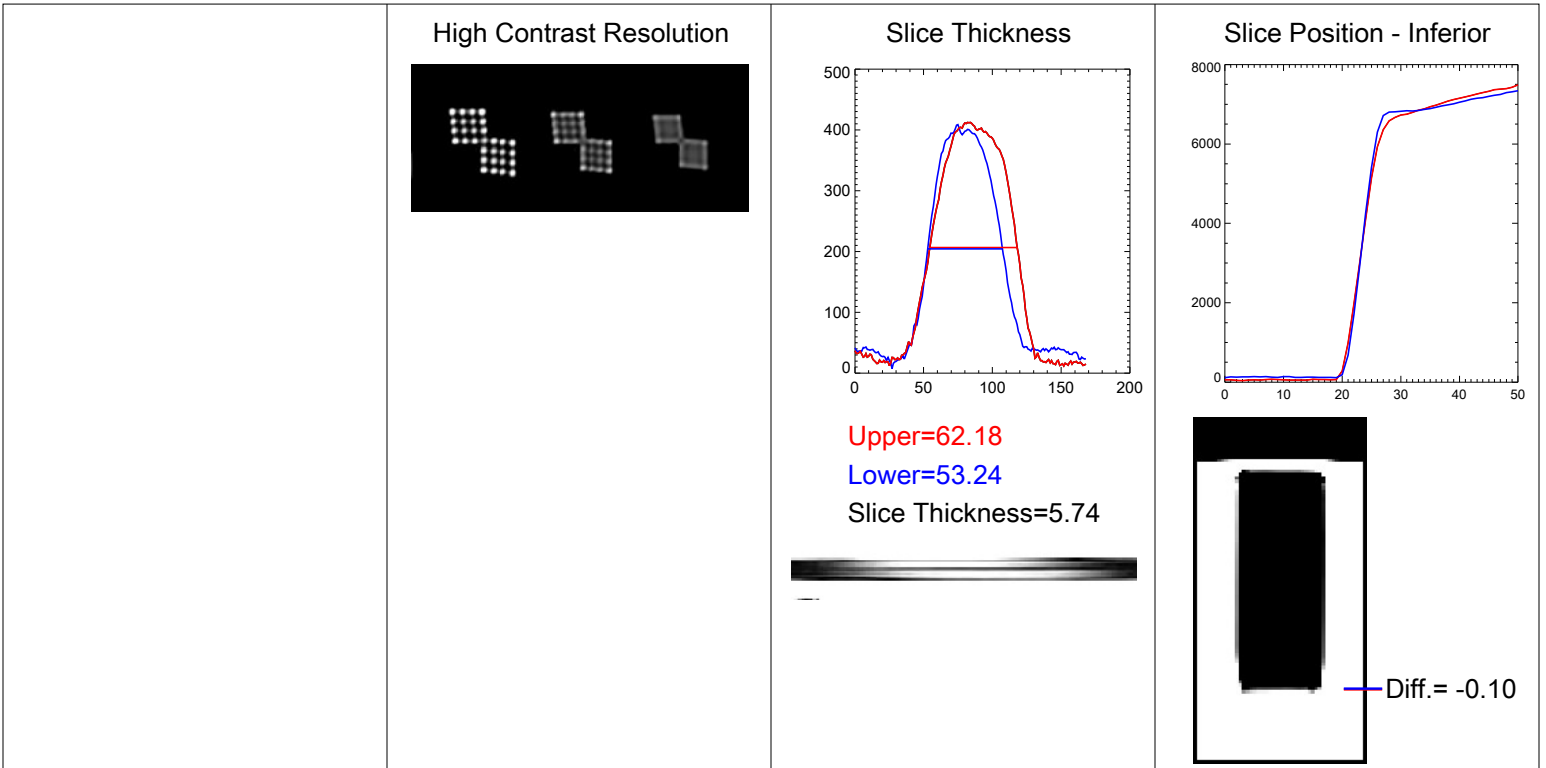 High Contrast Resolution
Slice Thickness
500
400
300
200
100
0
0 50 100 150 200
Upper=62.18
Lower=53.24
Slice Thickness=5.74
Slice Position - Inferior
8000
6000
4000
2000
0
0 10 20 30 40 50
Diff.= -0.10